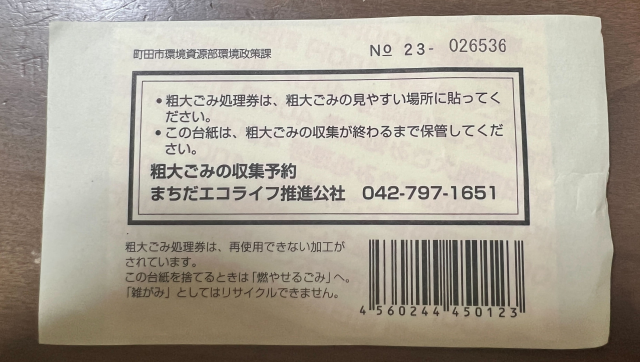 町田市環境資源部環境政策課
№ 23- 026536
•粗大ごみ処理券は、粗大ごみの見やすい場所に貼ってく
ださい。
•この台紙は、粗大ごみの収集が終わるまで保管してくだ
さい。
粗大ごみの収集予約
まちだエコライフ推進公社 042-797-1651
粗大ごみ処理券は、再使用できない加工が
されています。
この台紙を捨てるときは「燃やせるごみ」へ。
「雑がみ」としてはリサイクルできません。
4 560244 450123